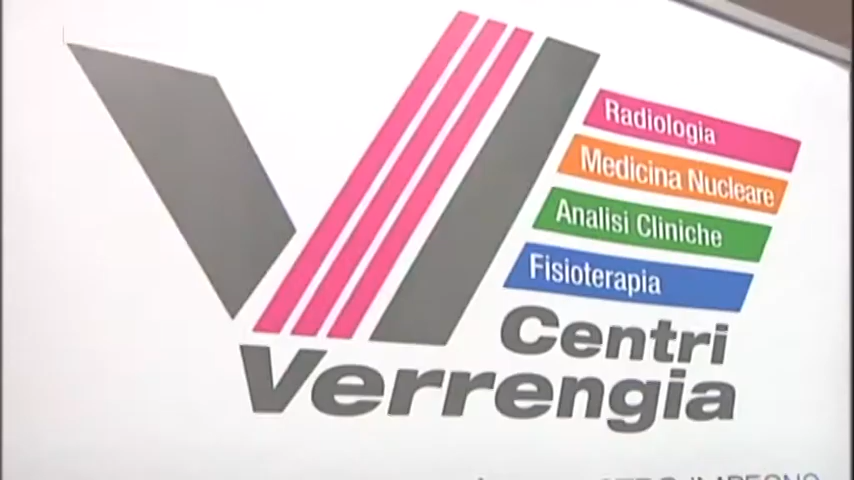 Radiologia
Medicina Nucleare
Analisi Cliniche
Fisioterapia
Centri
Verrengia